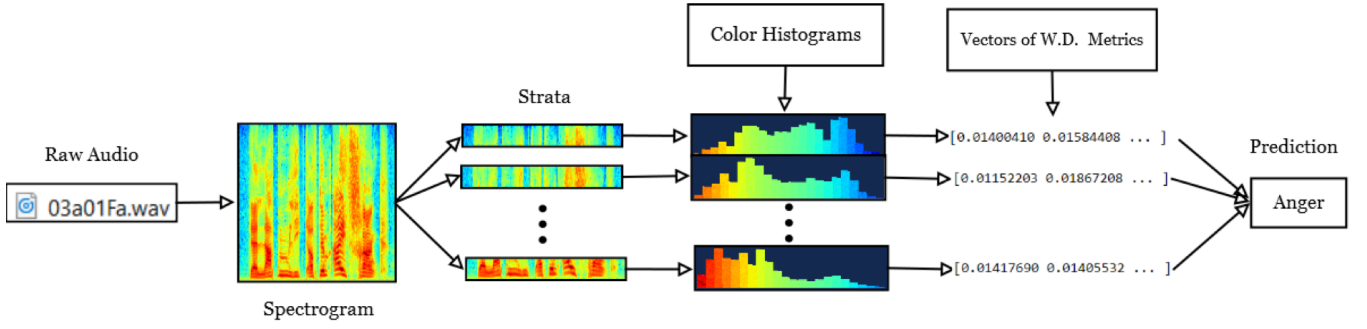 Color Histograms
Vectors of W.D. Metrics
Strata
Raw Audio
03a01Fa.wav
Spectrogram
[0.01400410 0.01584408 ... ]
[0.01152203 0.01867208 ... ]
[0.01417690 0.01405532 ... ]
Prediction
Anger